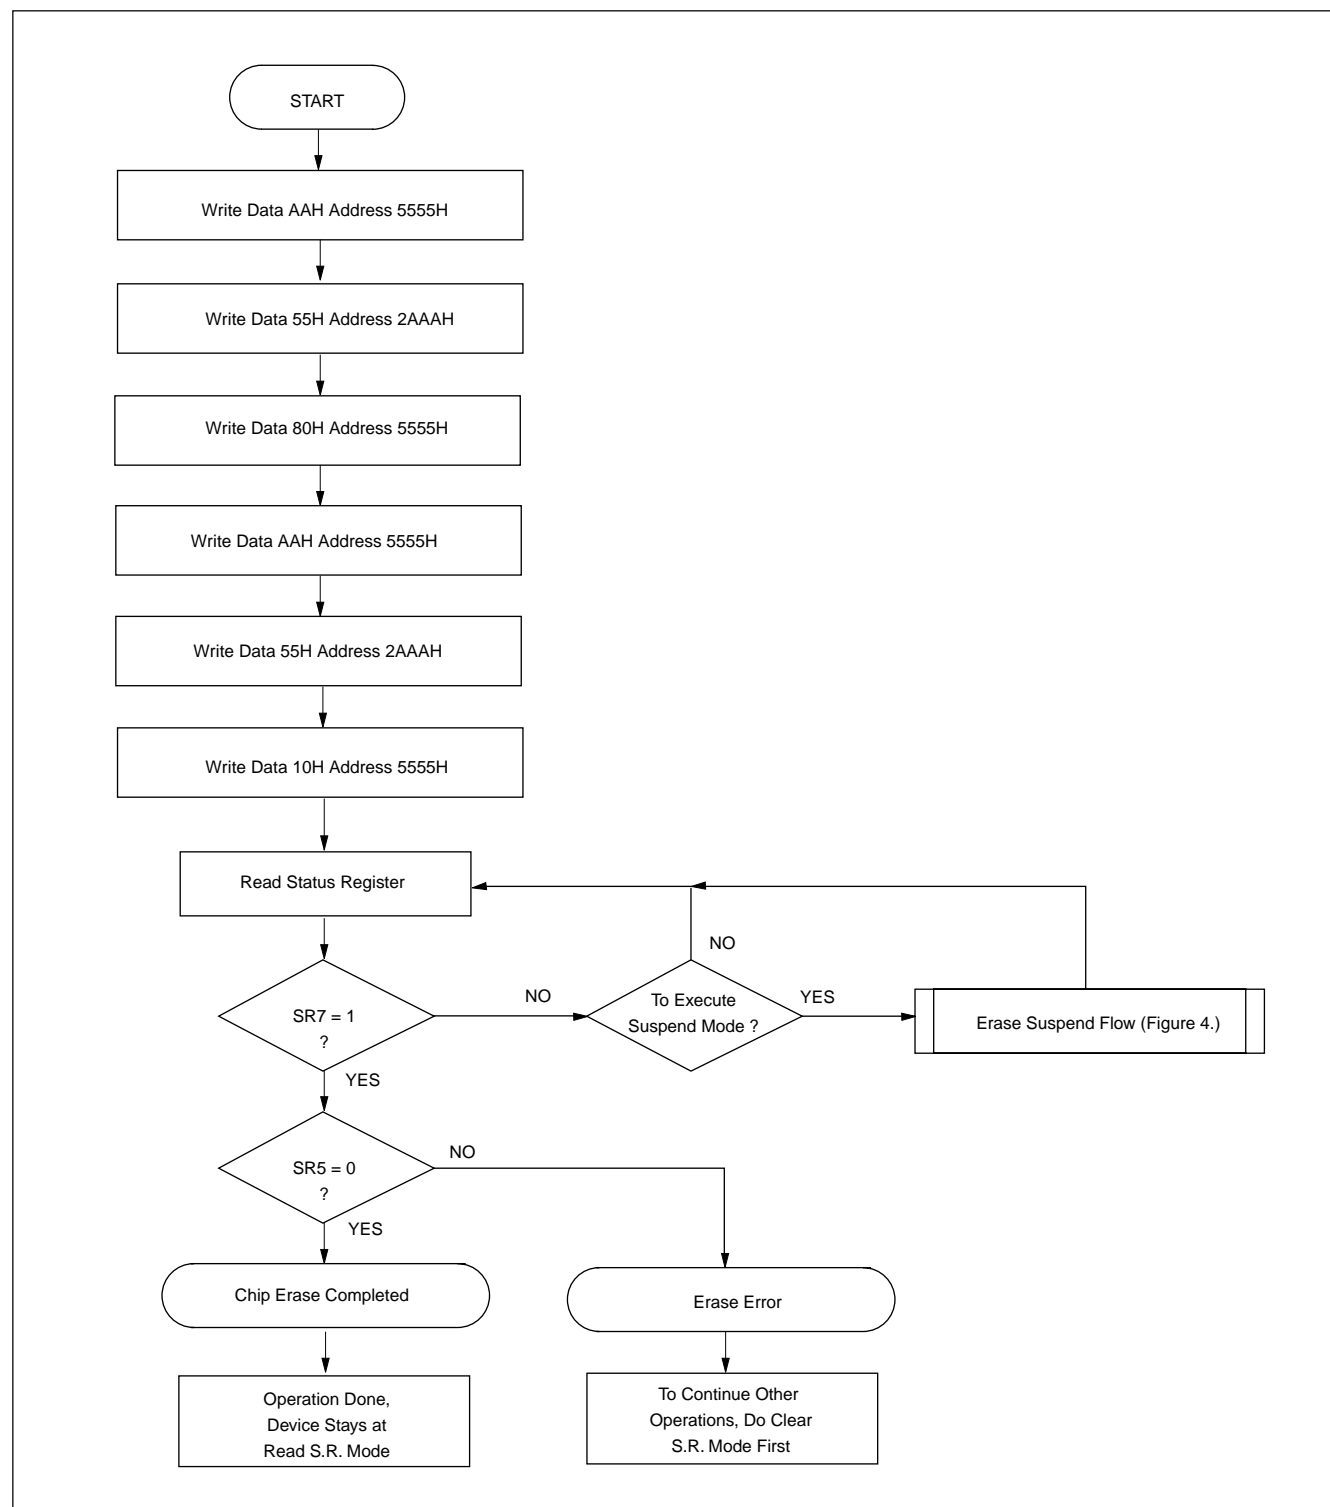 START
Write Data AAH Address 5555H
Write Data 55H Address 2AAAH
Write Data 80H Address 5555H
Write Data AAH Address 5555H
Write Data 55H Address 2AAAH
Write Data 10H Address 5555H
Read Status Register
NO
SR7 = 1
?
NO
To Execute
Suspend Mode ?
YES
Erase Suspend Flow (Figure 4.)
YES
SR5 = 0
?
NO
YES
Chip Erase Completed
Erase Error
Operation Done,
Device Stays at
Read S.R. Mode
To Continue Other
Operations, Do Clear
S.R. Mode First